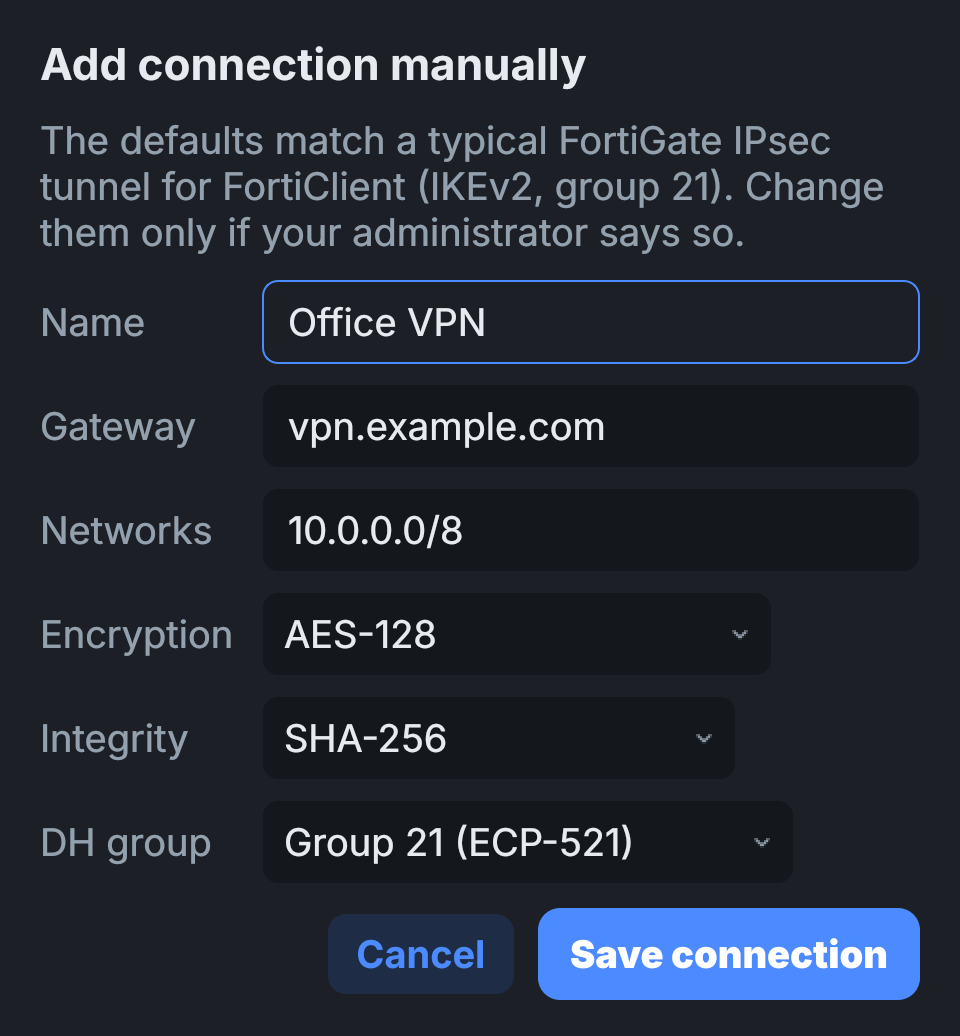 Add connection manually
The defaults match a typical FortiGate IPsec
tunnel for FortiClient (IKEv2, group 21). Change
them only if your administrator says so.
Name Office VPN
Gateway vpn.example.com
Networks 10.0.0.0/8
Encryption AES-128
Integrity SHA-256
DH group Group 21 (ECP-521)
Cancel Save connection